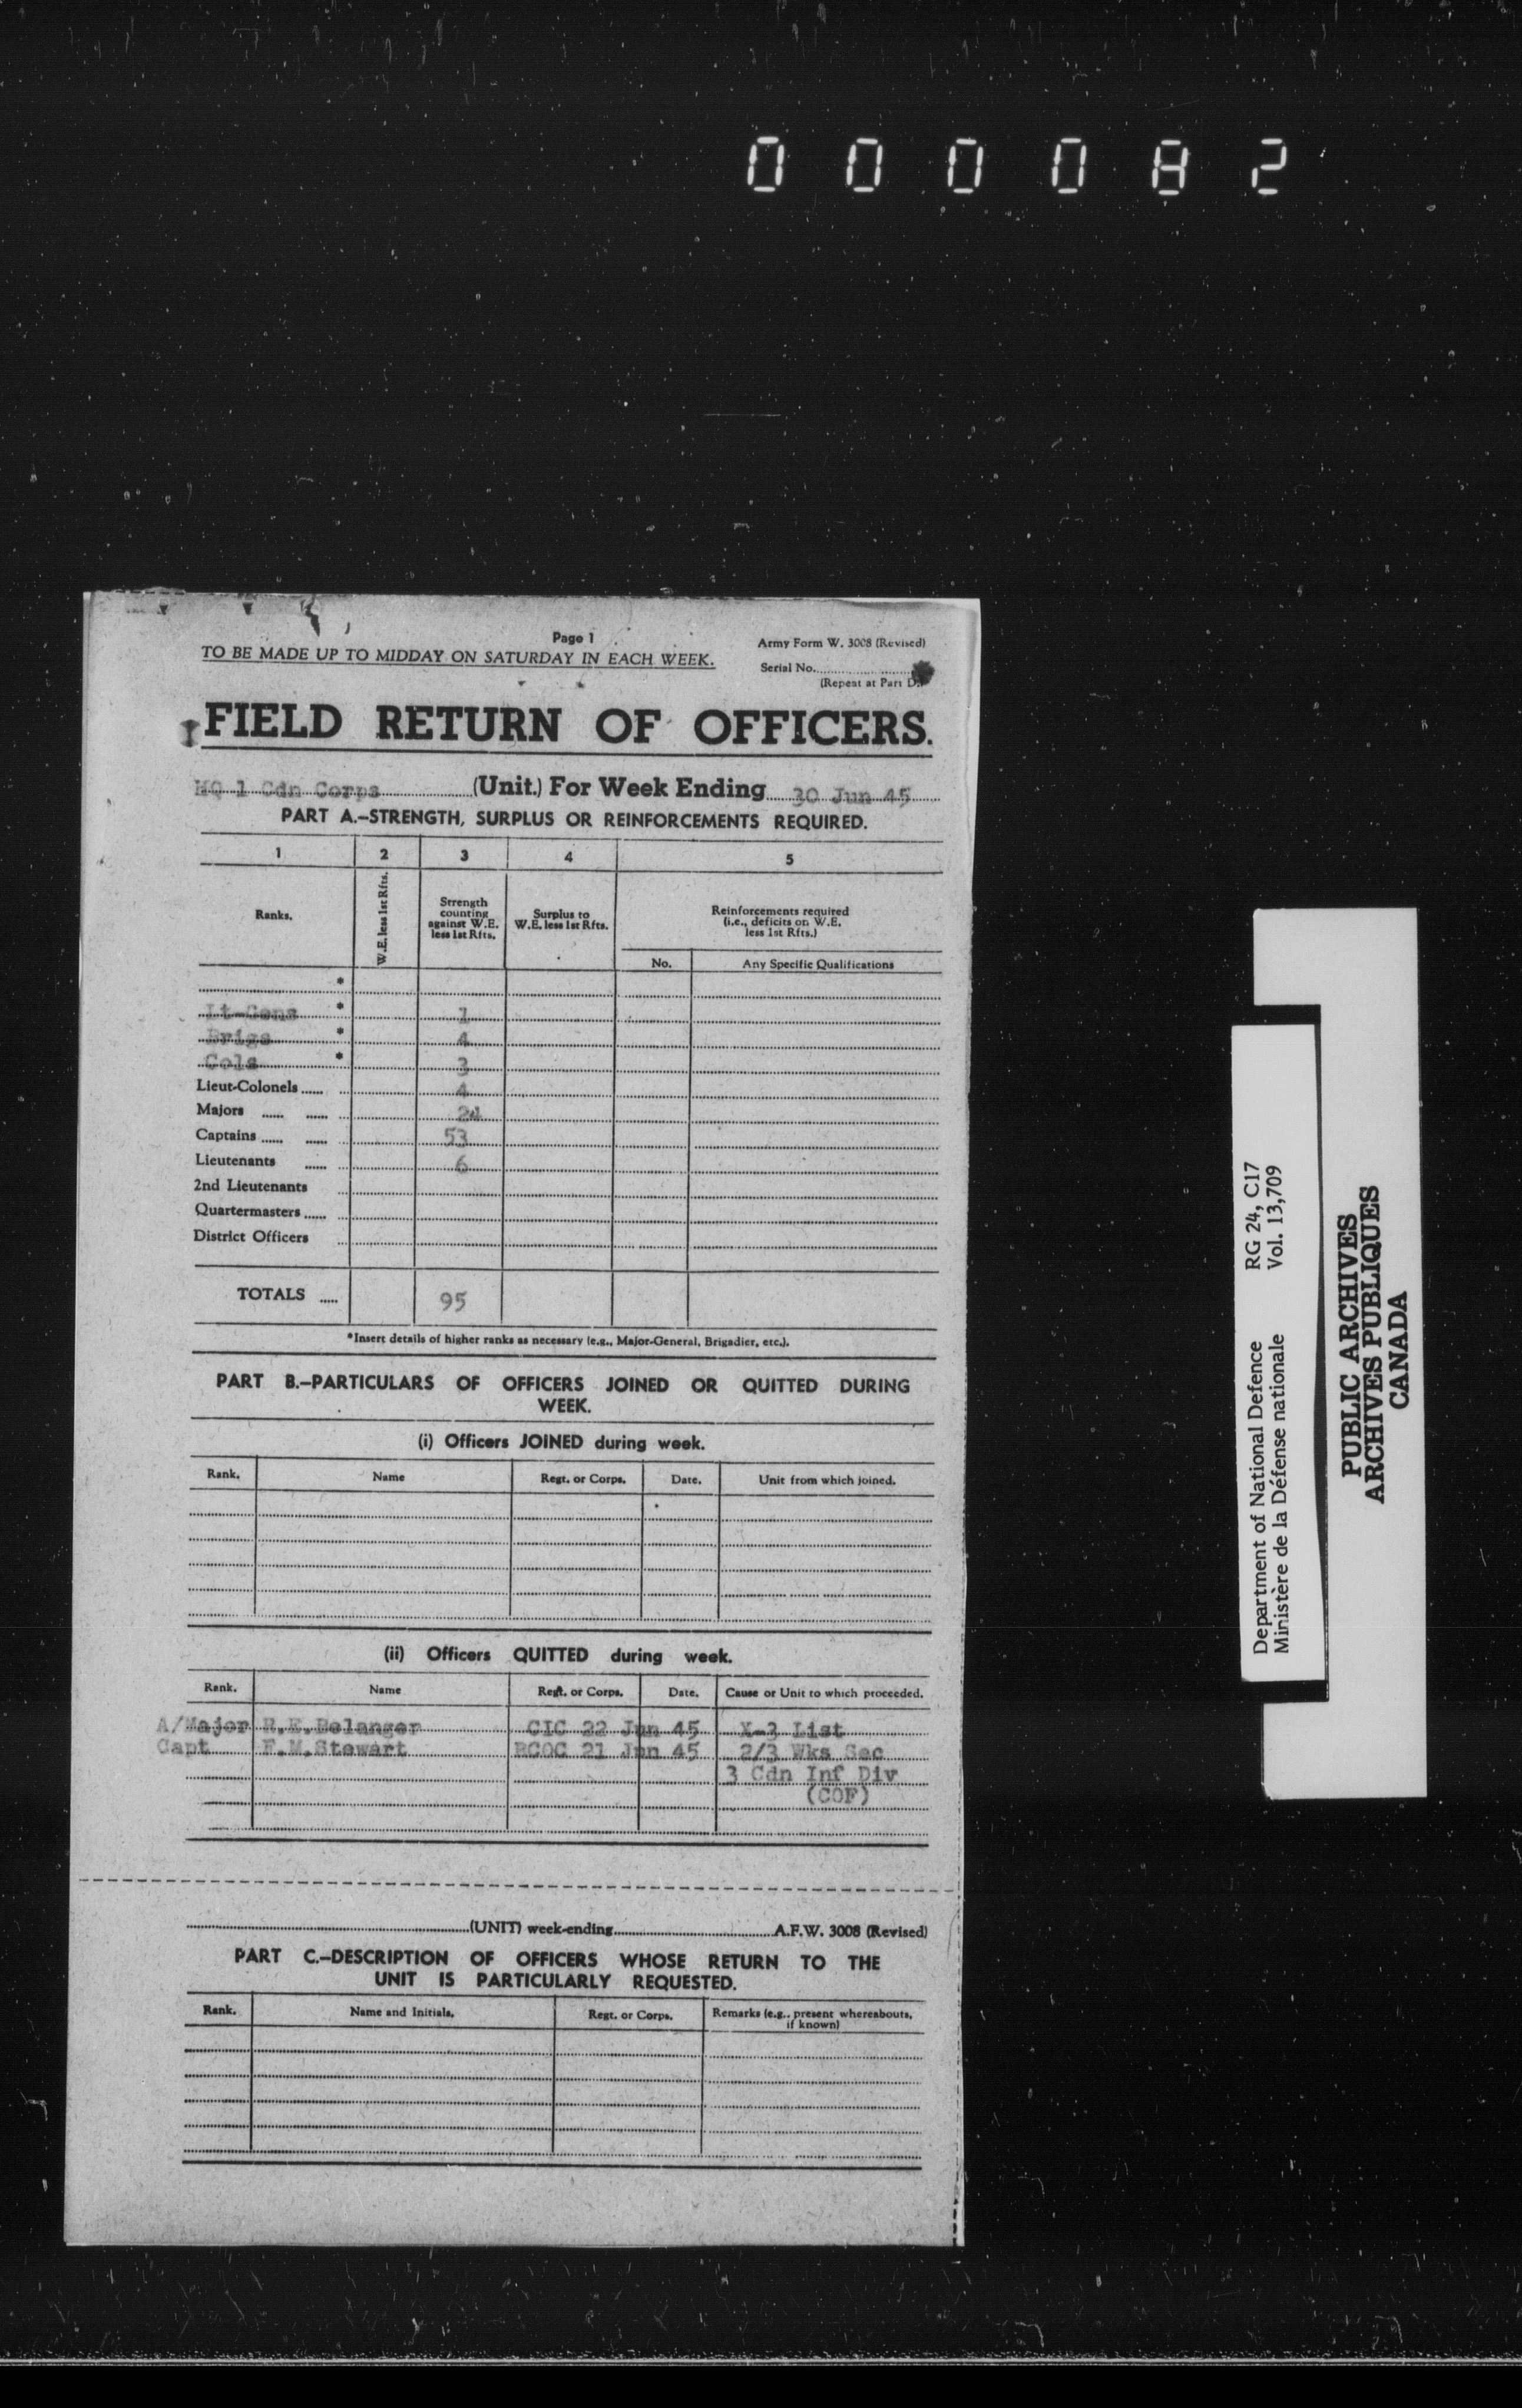 000082
Page 1
TO BE MADE UP TO MIDDAY ON SATURDAY IN EACH WEEK.
Army Form W. 3008 (Revised)
Serial No.
(Repeat at Part D.)
FIELD RETURN OF OFFICERS.
HQ 1 Cdn Corps (Unit.) For Week Ending 30 Jun 45
PART A.-STRENGTH, SURPLUS OR REINFORCEMENTS REQUIRED.
1 2 3 4 5
Ranks.
W.E. less 1st Rfts.
Strength counting against W.E. less 1st Rfts.
Surplus to W.E. less 1st Rfts.
Reinforcements required (i.e., deficits on W.E. less 1st Rfts.)
No. Any Specific Qualifications
*
Lt-Gens * 1
Brigs * 4
Cols * 3
Lieut-Colonels ..... 4
Majors ..... .....
Captains ..... ..... 53
Lieutenants ..... 6
2nd Lieutenants
Quartermasters .....
District Officers
TOTALS ..... 95
*Insert details of higher ranks as necessary (e.g., Major-General, Brigadier, etc.).
PART B.-PARTICULARS OF OFFICERS JOINED OR QUITTED DURING
WEEK.
(i) Officers JOINED during week.
Rank. Name Regt. or Corps. Date. Unit from which joined.
(ii) Officers QUITTED during week.
Rank. Name Regt. or Corps. Date. Cause or Unit to which proceeded.
A/Major R.E.Belanger CIC 22 Jun 45 X-3 List
Capt F.M.Stewart RCOC 21 Jun 45 2/3 Wks Sec
3 Cdn Inf Div
(COF)
(UNIT) week-ending A.F.W. 3008 (Revised)
PART C.-DESCRIPTION OF OFFICERS WHOSE RETURN TO THE
UNIT IS PARTICULARLY REQUESTED.
Rank. Name and Initials. Regt. or Corps. Remarks (e.g., present whereabouts, if known)
Department of National Defence RG 24, C17
Ministère de la Défense nationale Vol. 13,709
PUBLIC ARCHIVES
ARCHIVES PUBLIQUES
CANADA